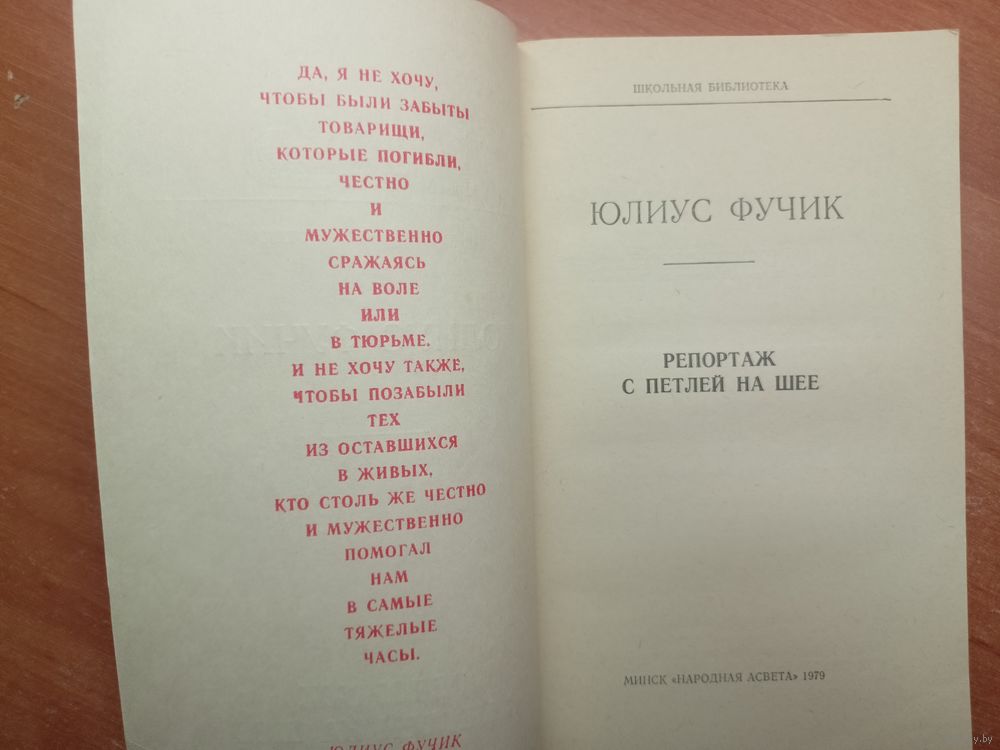 ДА, Я НЕ ХОЧУ,
ЧТОБЫ БЫЛИ ЗАБЫТЫ
ТОВАРИЩИ,
КОТОРЫЕ ПОГИБЛИ,
ЧЕСТНО
И
МУЖЕСТВЕННО
СРАЖАЯСЬ
НА ВОЛЕ
ИЛИ
В ТЮРЬМЕ.
И НЕ ХОЧУ ТАКЖЕ,
ЧТОБЫ ПОЗАБЫЛИ
ТЕХ
ИЗ ОСТАВШИХСЯ
В ЖИВЫХ,
КТО СТОЛЬ ЖЕ ЧЕСТНО
И МУЖЕСТВЕННО
ПОМОГАЛ
НАМ
В САМЫЕ
ТЯЖЕЛЫЕ
ЧАСЫ.
ЮЛИУС ФУЧИК
ШКОЛЬНАЯ БИБЛИОТЕКА
ЮЛИУС ФУЧИК
РЕПОРТАЖ
С ПЕТЛЕЙ НА ШЕЕ
МИНСК «НАРОДНАЯ АСВЕТА» 1979